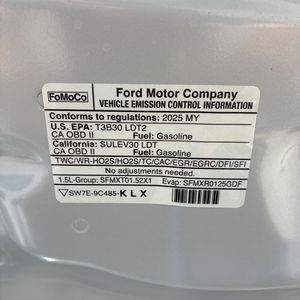 FoMoCo
Ford Motor Company
VEHICLE EMISSION CONTROL INFORMATION
Conforms to regulations: 2025 MY
U.S. EPA: T3B30 LDT2
CA OBD II Fuel: Gasoline
California: SULEV30 LDT
CA OBD II Fuel: Gasoline
TWC/WR-HO2S/HO2S/TC/CAC/EGR/EGRC/DFI/SFI
No adjustments needed.
1.5L-Group: SFMXT01.52X1 Evap: SFMXR0125GDF
SW7E-9C485-KLX